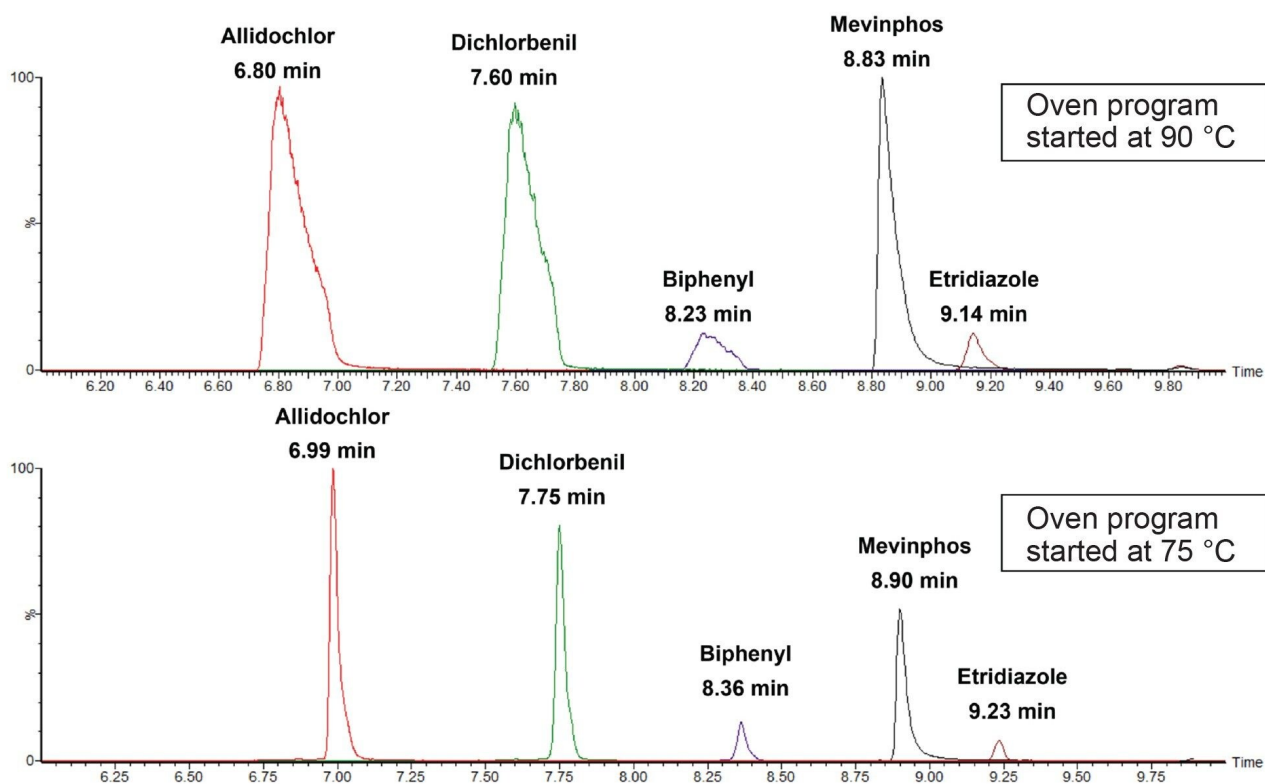 Allidochlor
6.80 min
Dichlorbenil
7.60 min
Biphenyl
8.23 min
Mevinphos
8.83 min
Etridiazole
9.14 min
Oven program
started at 90 °C
100
%
0
6.20 6.40 6.60 6.80 7.00 7.20 7.40 7.60 7.80 8.00 8.20 8.40 8.60 8.80 9.00 9.20 9.40 9.60 9.80 Time
Allidochlor
6.99 min
Dichlorbenil
7.75 min
Biphenyl
8.36 min
Mevinphos
8.90 min
Etridiazole
9.23 min
Oven program
started at 75 °C
100
%
0
6.25 6.50 6.75 7.00 7.25 7.50 7.75 8.00 8.25 8.50 8.75 9.00 9.25 9.50 9.75 Time